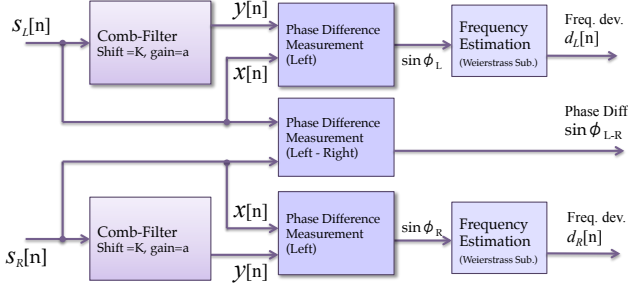 s_L[n]
Comb-Filter
Shift =K, gain=a
y[n]
x[n]
Phase Difference
Measurement
(Left)
sin ϕ_L
Frequency
Estimation
(Weierstrass Sub.)
Freq. dev.
d_L[n]
Phase Difference
Measurement
(Left - Right)
Phase Diff
sin ϕ_L-R
s_R[n]
Comb-Filter
Shift =K, gain=a
x[n]
y[n]
Phase Difference
Measurement
(Left)
sin ϕ_R
Frequency
Estimation
(Weierstrass Sub.)
Freq. dev.
d_R[n]